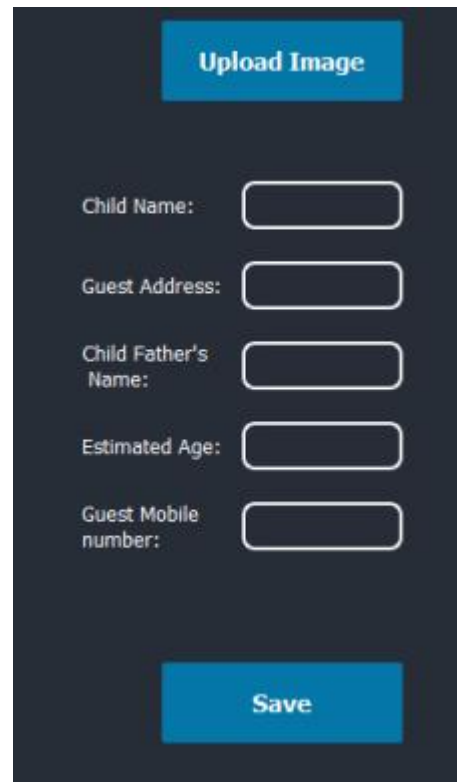 Upload Image
Child Name:
Guest Address:
Child Father's
Name:
Estimated Age:
Guest Mobile
number:
Save